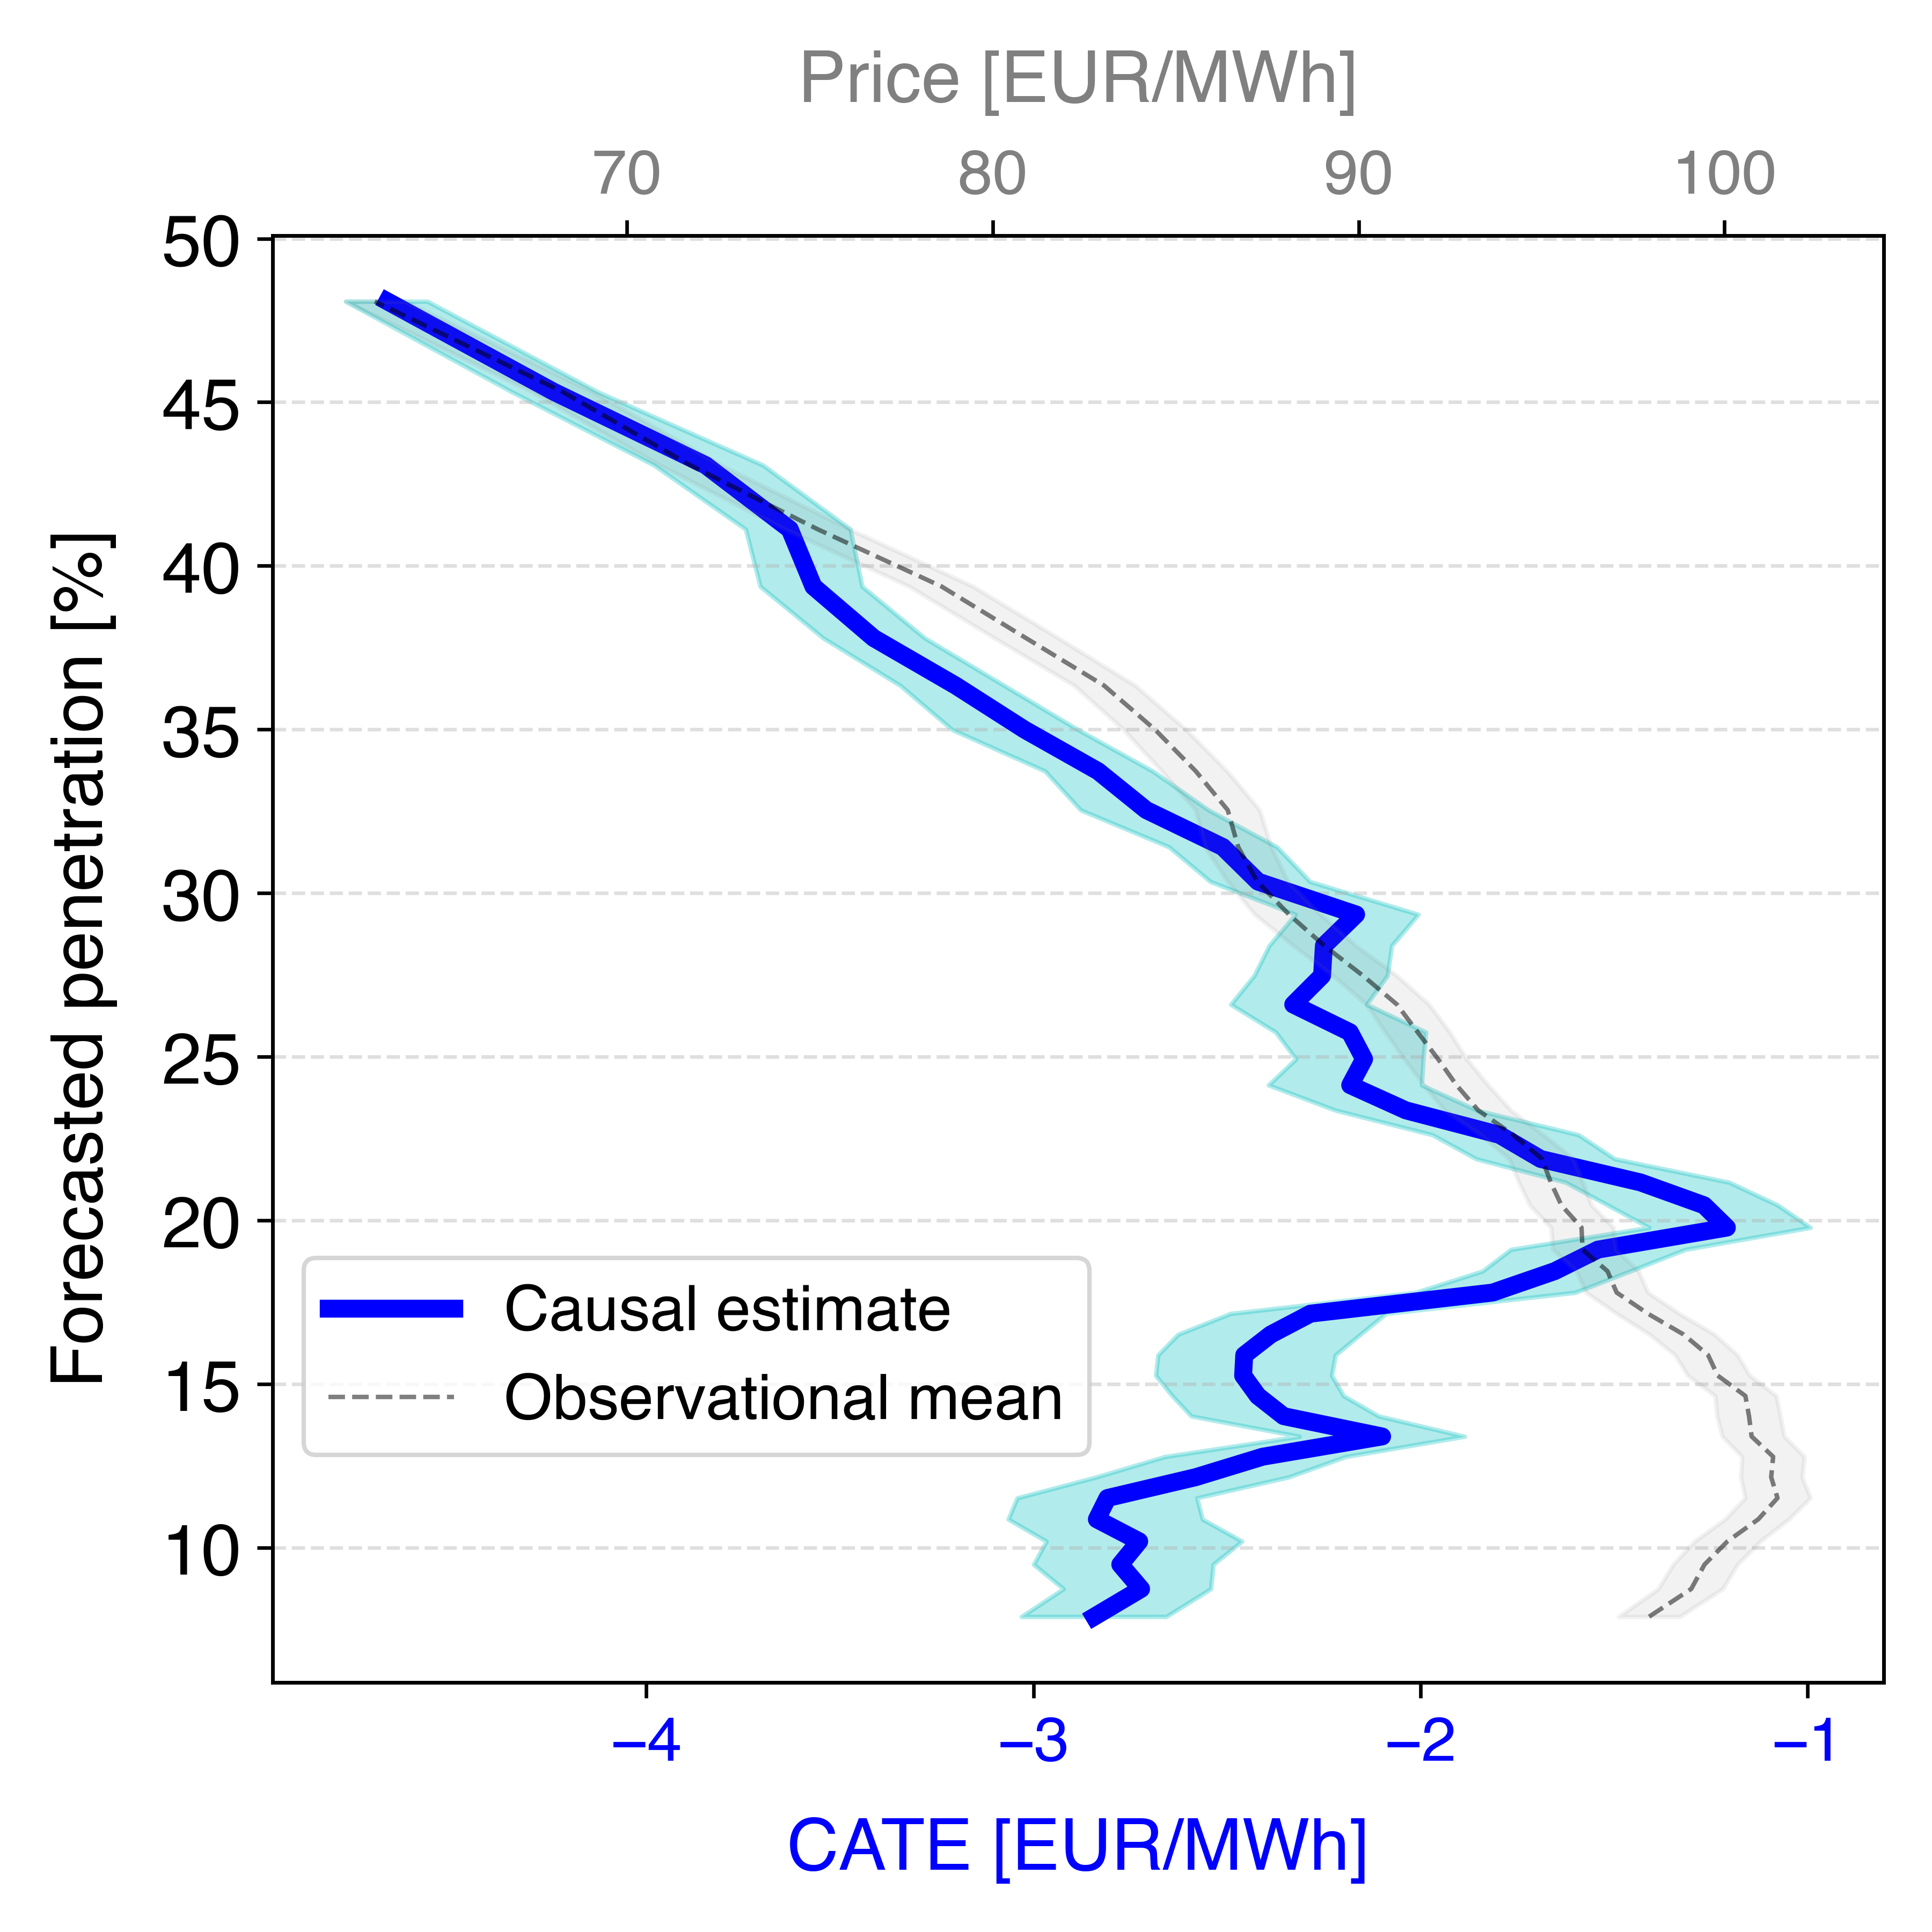 Price [EUR/MWh]
70 80 90 100
50
45
40
35
30
25
20
15
10
Forecasted penetration [%]
Causal estimate
Observational mean
−4 −3 −2 −1
CATE [EUR/MWh]